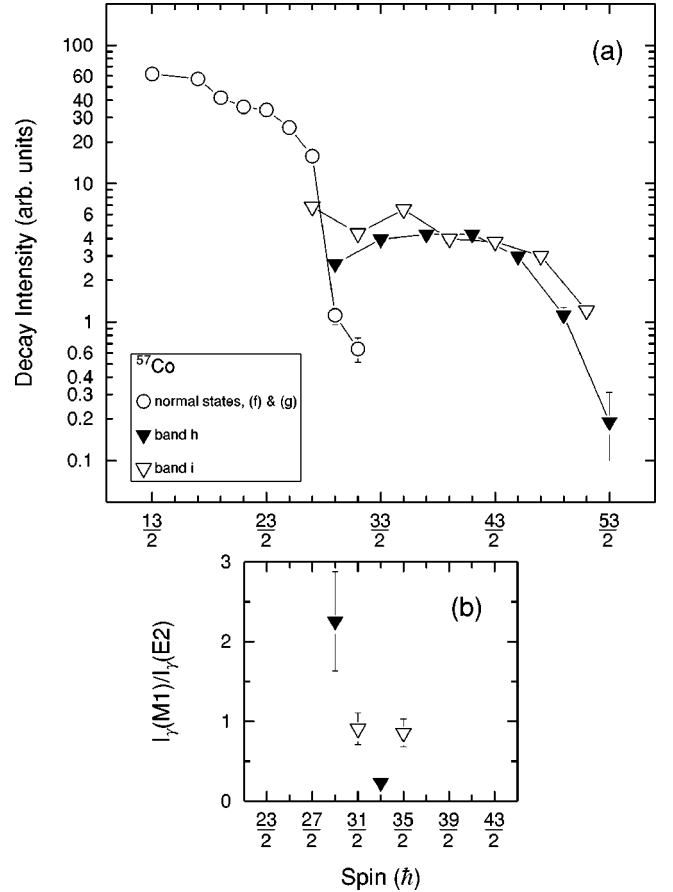 (a)
Decay Intensity (arb. units)
100
60
40
30
20
10
6
4
3
2
1
0.6
0.4
0.3
0.2
0.1
57Co
normal states, (f) & (g)
band h
band i
13/2 23/2 33/2 43/2 53/2
(b)
Iγ(M1)/Iγ(E2)
3
2
1
0
23/2 27/2 31/2 35/2 39/2 43/2
Spin (ℏ)